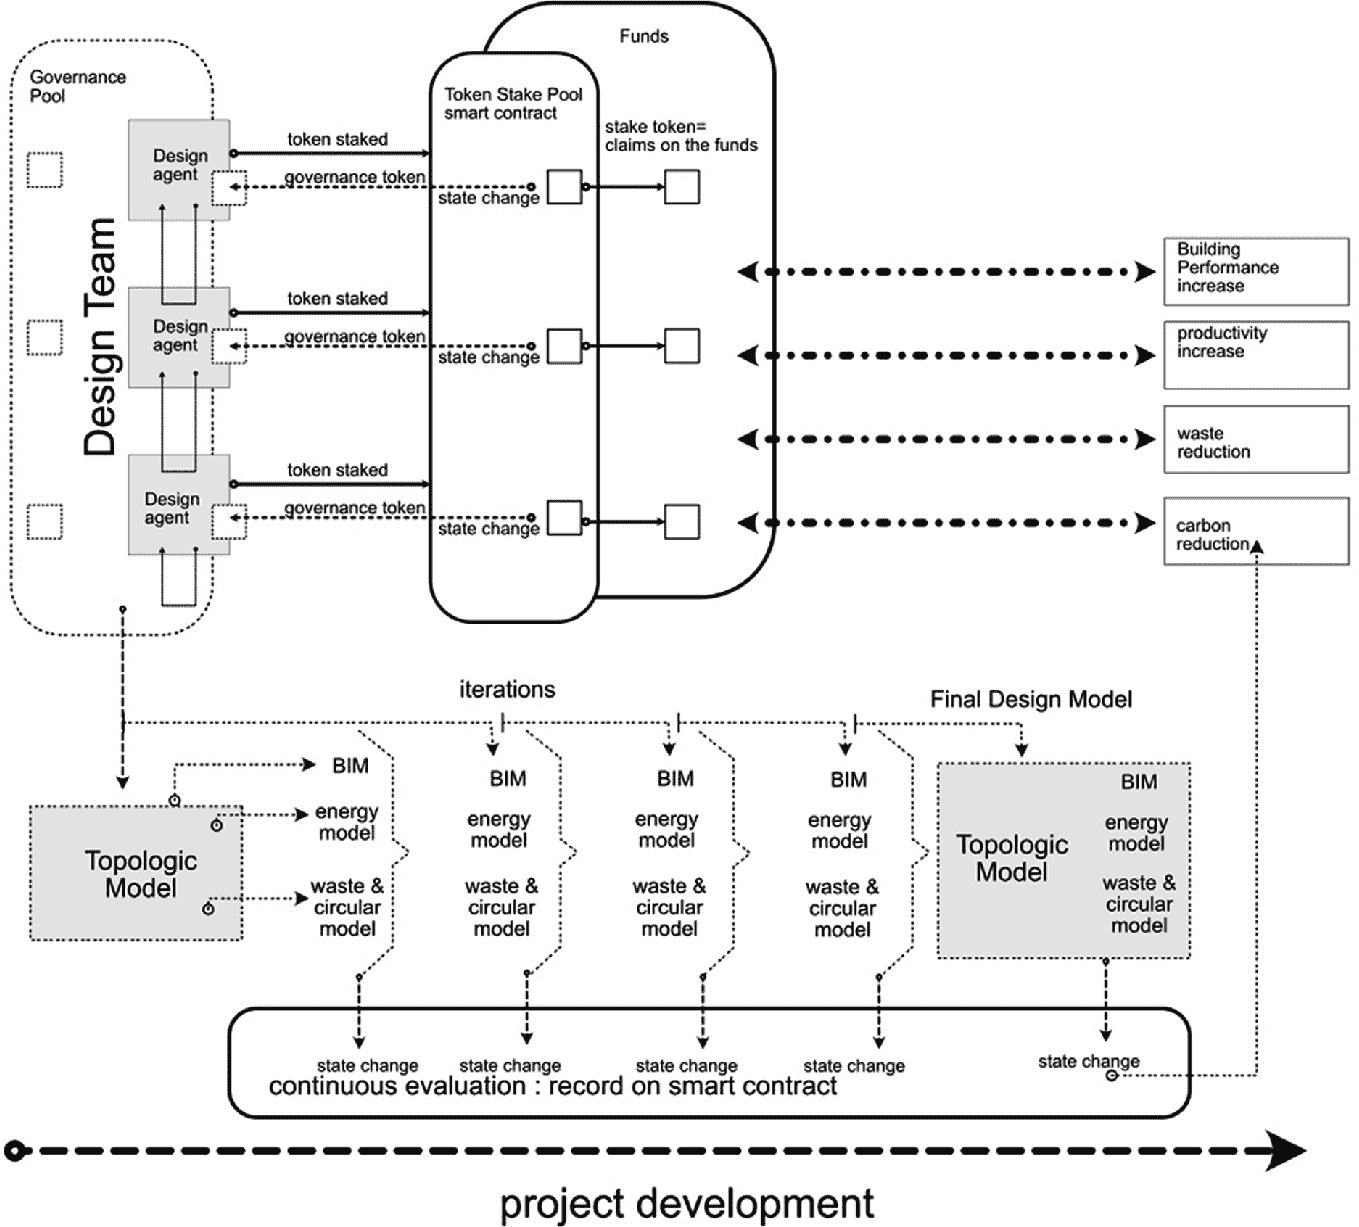 Funds
Governance
Pool
Token Stake Pool
smart contract
stake token=
claims on the funds
Design Team
Design
agent
token staked
governance token
state change
Design
agent
token staked
governance token
state change
Design
agent
token staked
governance token
state change
Building
Performance
increase
productivity
increase
waste
reduction
carbon
reduction
iterations
Final Design Model
Topologic
Model
BIM
energy
model
waste &
circular
model
BIM
energy
model
waste &
circular
model
BIM
energy
model
waste &
circular
model
BIM
energy
model
waste &
circular
model
Topologic
Model
BIM
energy
model
waste &
circular
model
state change
state change
state change
state change
state change
continuous evaluation : record on smart contract
project development